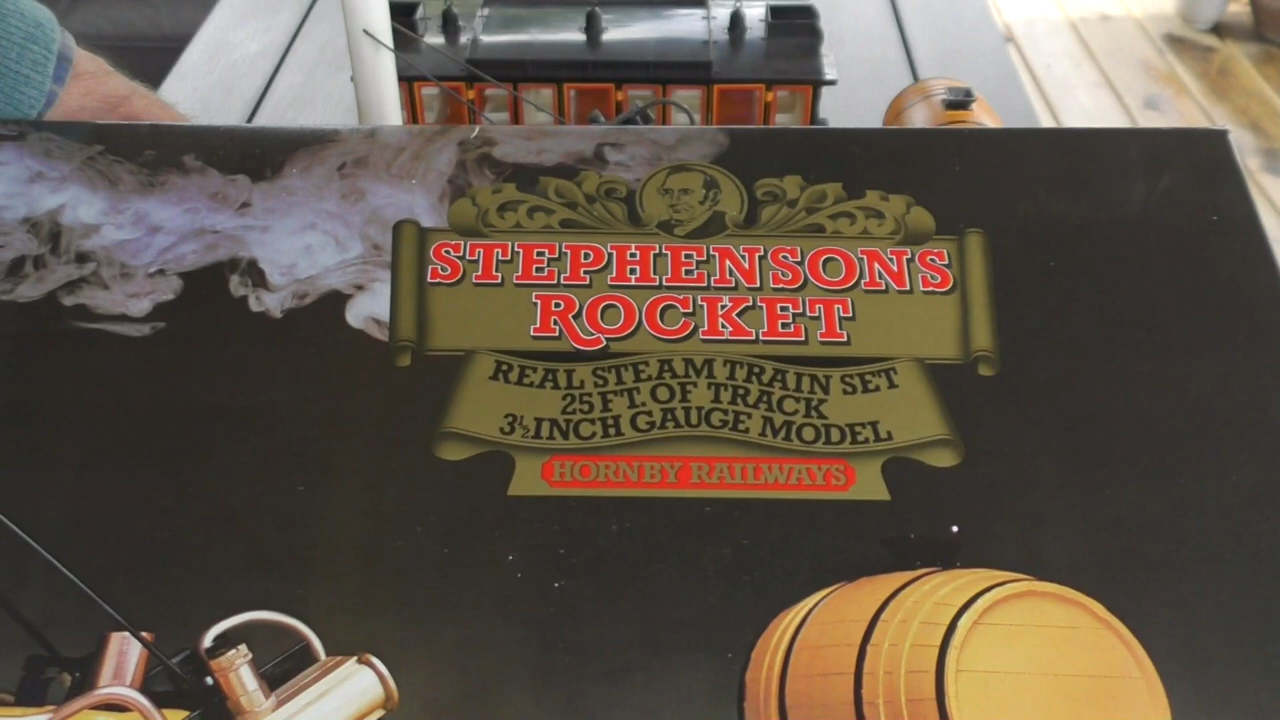 STEPHENSONS
ROCKET
REAL STEAM TRAIN SET
25 FT. OF TRACK
3½ INCH GAUGE MODEL
HORNBY RAILWAYS